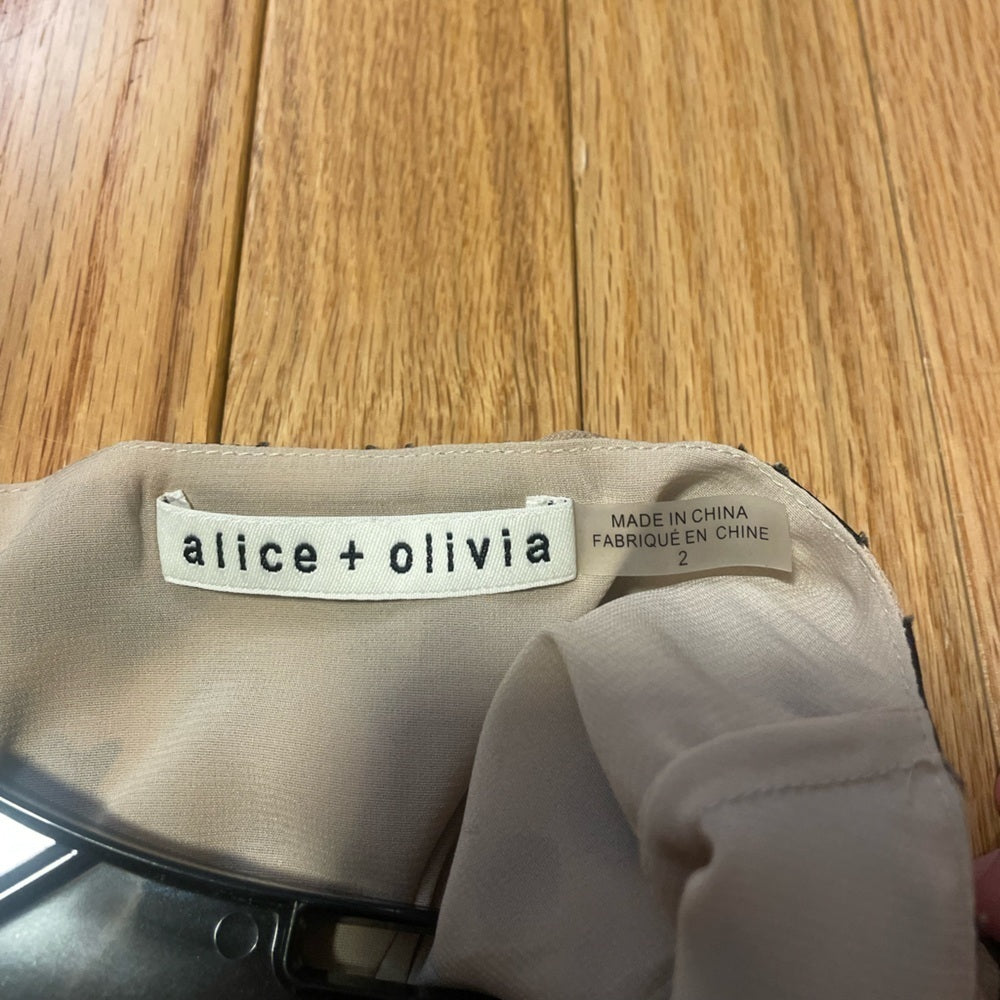 alice + olivia
MADE IN CHINA
FABRIQUÉ EN CHINE
2